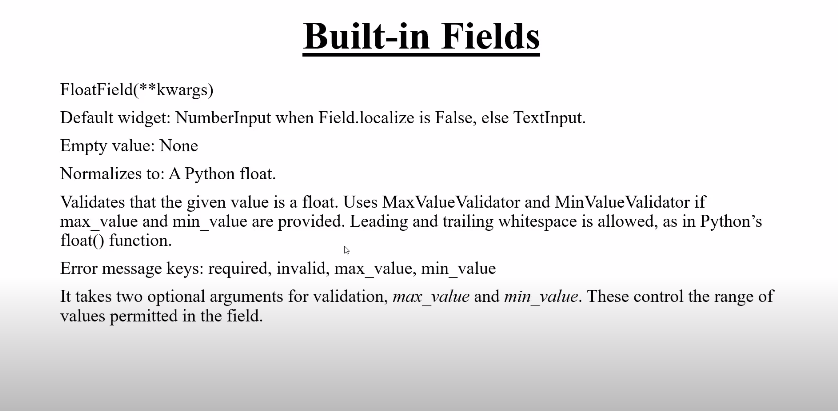 Built-in Fields
FloatField(**kwargs)
Default widget: NumberInput when Field.localize is False, else TextInput.
Empty value: None
Normalizes to: A Python float.
Validates that the given value is a float. Uses MaxValueValidator and MinValueValidator if
max_value and min_value are provided. Leading and trailing whitespace is allowed, as in Python’s
float() function.
Error message keys: required, invalid, max_value, min_value
It takes two optional arguments for validation, max_value and min_value. These control the range of
values permitted in the field.